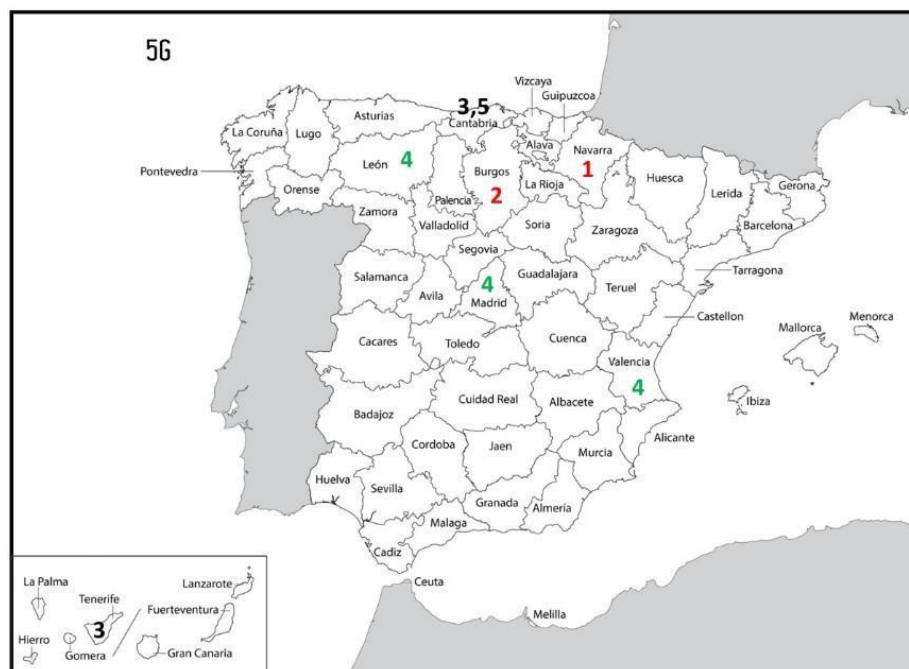 5G
Vizcaya
Guipuzcoa
3,5
Cantabria
Asturias
La Coruña
Lugo
Alava
Navarra
1
León
4
Pontevedra
Burgos
2
La Rioja
Huesca
Lerida
Gerona
Orense
Palencia
Zamora
Valladolid
Soria
Zaragoza
Barcelona
Segovia
Salamanca
Avila
4
Madrid
Guadalajara
Teruel
Tarragona
Castellon
Mallorca
Menorca
Cacares
Toledo
Cuenca
Valencia
4
Ibiza
Badajoz
Cuidad Real
Albacete
Alicante
Cordoba
Jaen
Murcia
Huelva
Sevilla
Granada
Almeria
Malaga
Cadiz
Ceuta
Melilla
La Palma
Tenerife
3
Lanzarote
Fuerteventura
Hierro
Gomera
Gran Canaria